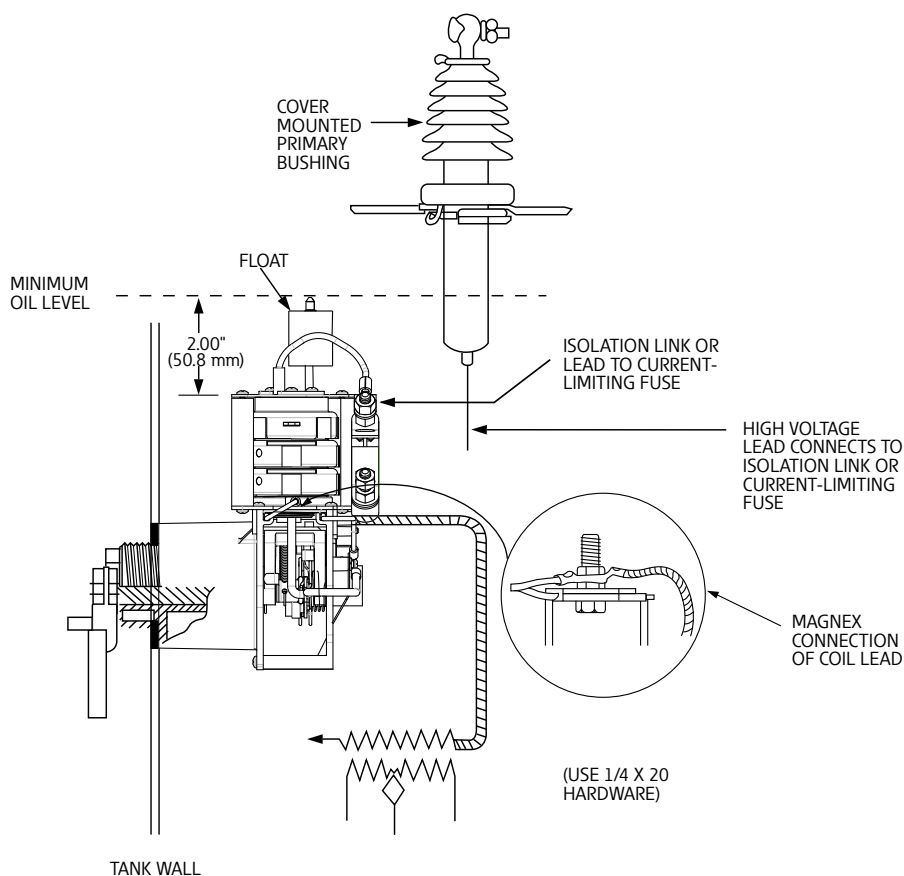 COVER
MOUNTED
PRIMARY
BUSHING
FLOAT
MINIMUM
OIL LEVEL
2.00"
(50.8 mm)
ISOLATION LINK OR
LEAD TO CURRENT-
LIMITING FUSE
HIGH VOLTAGE
LEAD CONNECTS TO
ISOLATION LINK OR
CURRENT-LIMITING
FUSE
MAGNEX
CONNECTION
OF COIL LEAD
(USE 1/4 X 20
HARDWARE)
TANK WALL